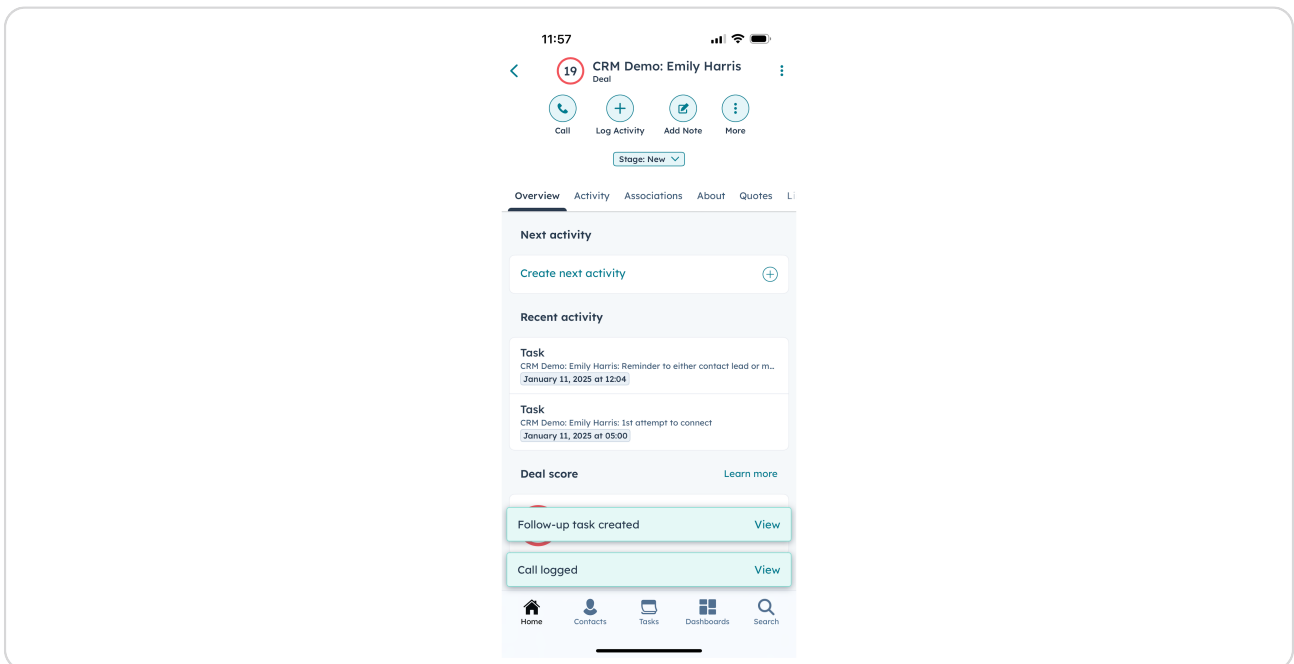 11:57
19
CRM Demo: Emily Harris
Deal
Call Log Activity Add Note More
Stage: New
Overview Activity Associations About Quotes Li
Next activity
Create next activity
Recent activity
Task
CRM Demo: Emily Harris: Reminder to either contact lead or m...
January 11, 2025 at 12:04
Task
CRM Demo: Emily Harris: 1st attempt to connect
January 11, 2025 at 05:00
Deal score Learn more
Follow-up task created View
Call logged View
Home Contacts Tasks Dashboards Search